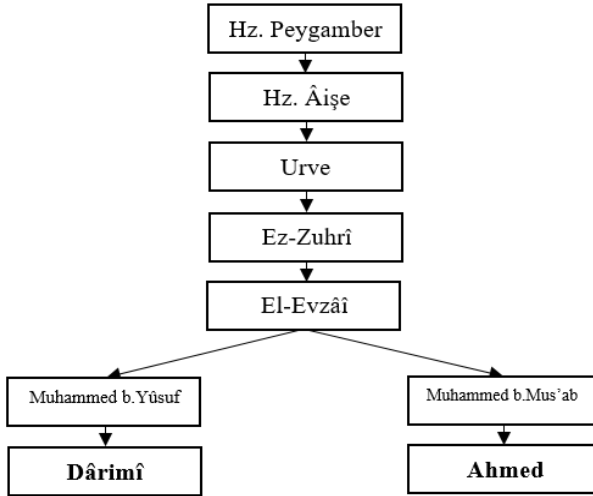 Hz. Peygamber
Hz. Âişe
Urve
Ez-Zuhrî
El-Evzâî
Muhammed b.Yûsuf
Muhammed b.Mus’ab
Dârimî
Ahmed